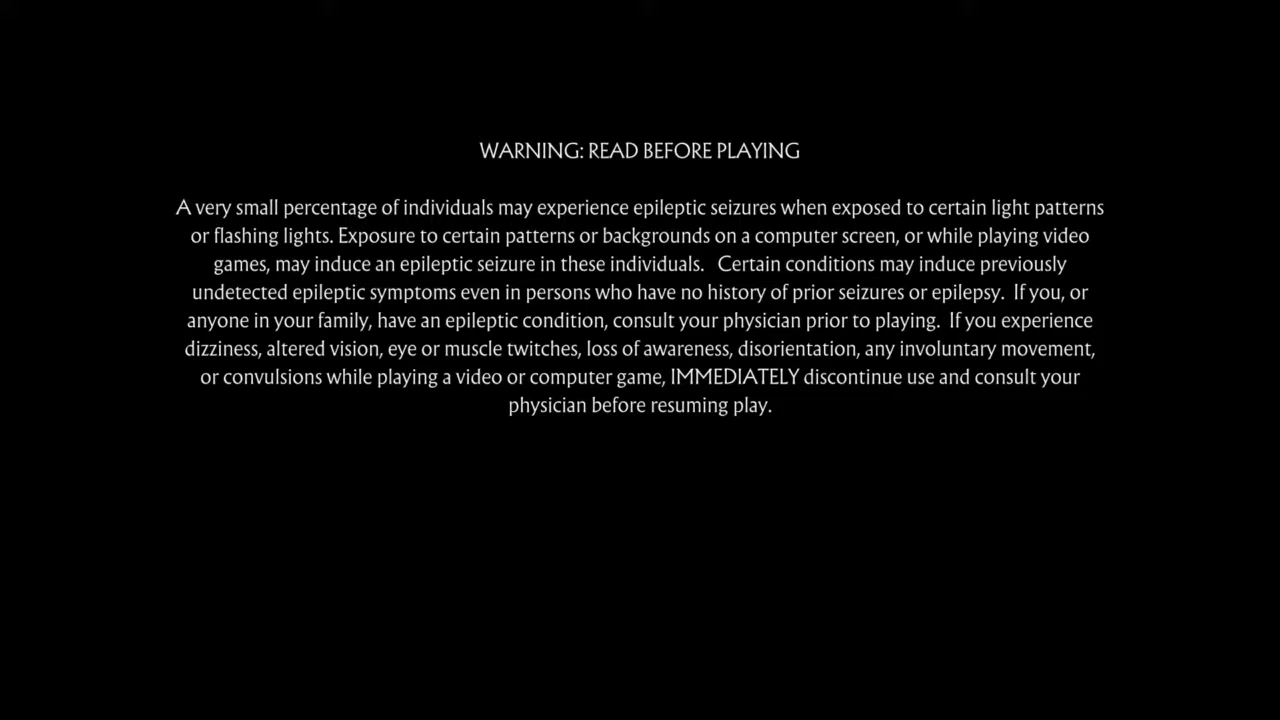 WARNING: READ BEFORE PLAYING
A very small percentage of individuals may experience epileptic seizures when exposed to certain light patterns
or flashing lights. Exposure to certain patterns or backgrounds on a computer screen, or while playing video
games, may induce an epileptic seizure in these individuals.   Certain conditions may induce previously
undetected epileptic symptoms even in persons who have no history of prior seizures or epilepsy.  If you, or
anyone in your family, have an epileptic condition, consult your physician prior to playing.  If you experience
dizziness, altered vision, eye or muscle twitches, loss of awareness, disorientation, any involuntary movement,
or convulsions while playing a video or computer game, IMMEDIATELY discontinue use and consult your
physician before resuming play.